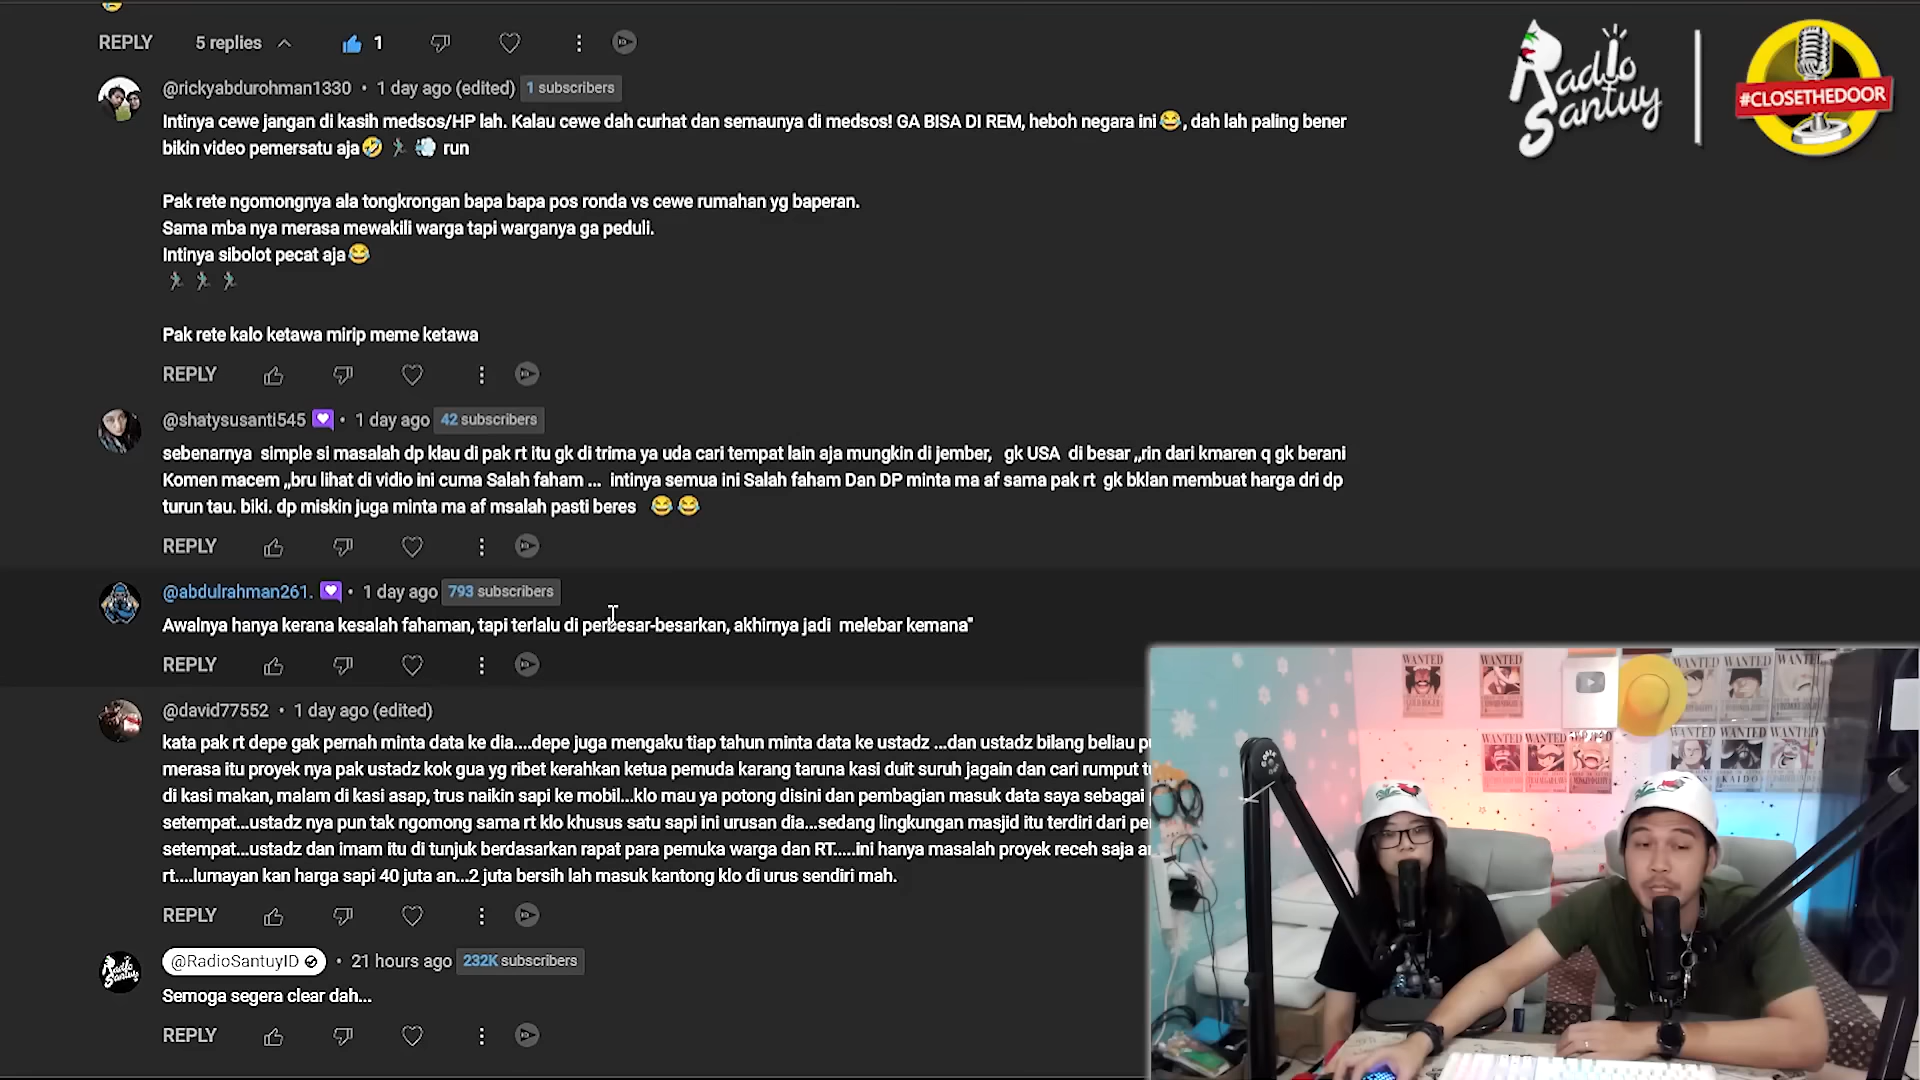 REPLY 5 replies 1
@rickyabdurohman1330 • 1 day ago (edited) 1 subscribers
Intinya cewe jangan di kasih medsos/HP lah. Kalau cewe dah curhat dan semaunya di medsos! GA BISA DI REM, heboh negara ini😂, dah lah paling bener
bikin video pemersatu aja🤣🏃💨 run
Pak rete ngomongnya ala tongkrongan bapa bapa pos ronda vs cewe rumahan yg baperan.
Sama mba nya merasa mewakili warga tapi warganya ga peduli.
Intinya sibolot pecat aja😂
🏃🏃🏃
Pak rete kalo ketawa mirip meme ketawa
REPLY
@shatysusanti545 • 1 day ago 42 subscribers
sebenarnya simple si masalah dp klau di pak rt itu gk di trima ya uda cari tempat lain aja mungkin di jember, gk USA di besar ,,rin dari kmaren q gk berani
Komen macem ,,bru lihat di vidio ini cuma Salah faham ... intinya semua ini Salah faham Dan DP minta ma af sama pak rt gk bklan membuat harga dri dp
turun tau. biki. dp miskin juga minta ma af msalah pasti beres 😂😂
REPLY
@abdulrahman261. • 1 day ago 793 subscribers
Awalnya hanya kerana kesalah fahaman, tapi terlalu di perbesar-besarkan, akhirnya jadi melebar kemana"
REPLY
@david77552 • 1 day ago (edited)
kata pak rt depe gak pernah minta data ke dia....depe juga mengaku tiap tahun minta data ke ustadz ...dan ustadz bilang beliau
merasa itu proyek nya pak ustadz kok gua yg ribet kerahkan ketua pemuda karang taruna kasi duit suruh jagain dan cari rumput
di kasi makan, malam di kasi asap, trus naikin sapi ke mobil...klo mau ya potong disini dan pembagian masuk data saya sebagai
setempat...ustadz nya pun tak ngomong sama rt klo khusus satu sapi ini urusan dia...sedang lingkungan masjid itu terdiri dari
setempat...ustadz dan imam itu di tunjuk berdasarkan rapat para pemuka warga dan RT.....ini hanya masalah proyek receh saja
rt....lumayan kan harga sapi 40 juta an...2 juta bersih lah masuk kantong klo di urus sendiri mah.
REPLY
@RadioSantuyID • 21 hours ago 232K subscribers
Semoga segera clear dah...
REPLY
Radio
Santuy
#CLOSETHEDOOR
WANTED
WANTED
WANTED
WANTED
WANTED
WANTED
KAIDO